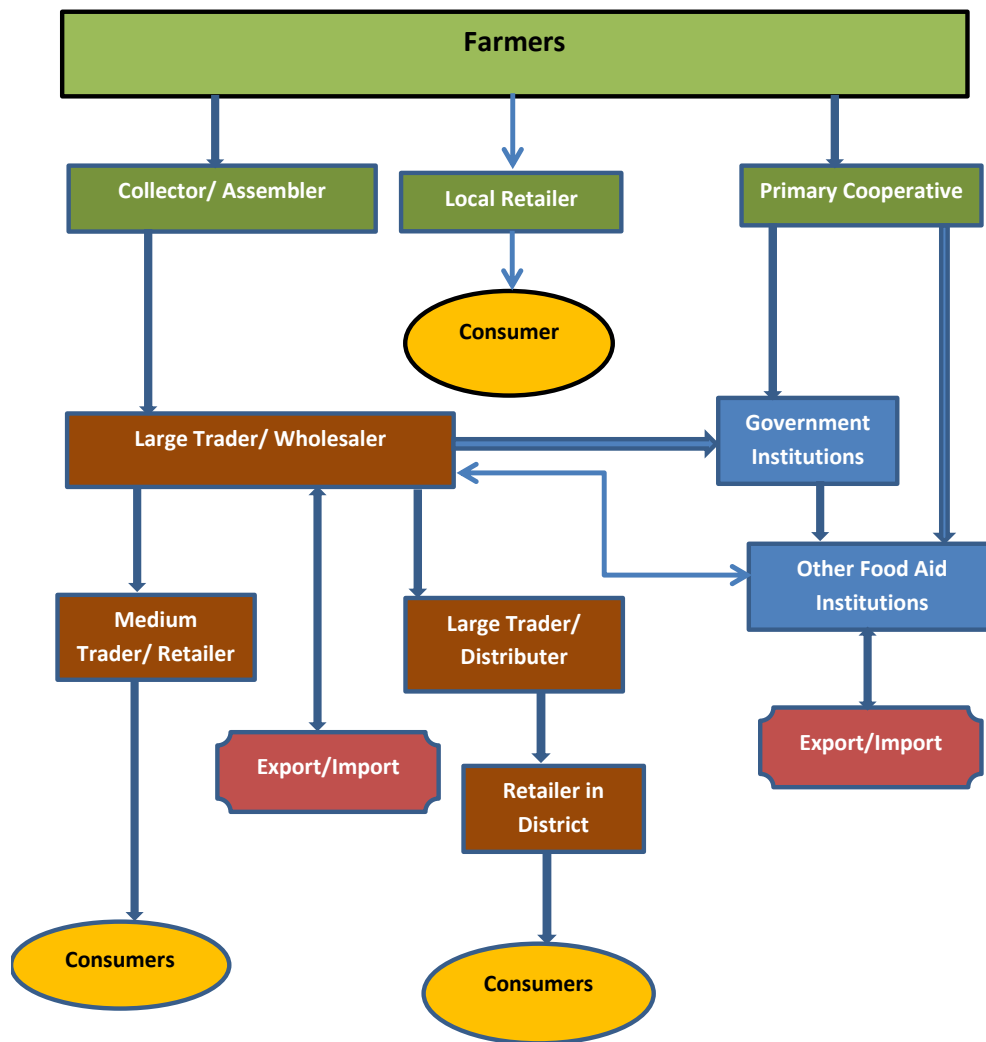 Farmers
Collector/ Assembler
Local Retailer
Primary Cooperative
Consumer
Large Trader/ Wholesaler
Government
Institutions
Other Food Aid
Institutions
Medium
Trader/ Retailer
Large Trader/
Distributer
Export/Import
Export/Import
Retailer in
District
Consumers
Consumers